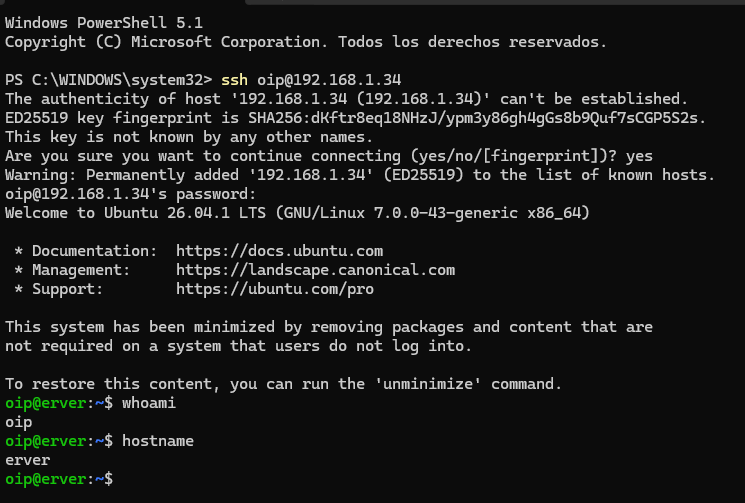 Windows PowerShell 5.1
Copyright (C) Microsoft Corporation. Todos los derechos reservados.
PS C:\WINDOWS\system32> ssh oip@192.168.1.34
The authenticity of host '192.168.1.34 (192.168.1.34)' can't be established.
ED25519 key fingerprint is SHA256:dKftr8eq18NHzJ/ypm3y86gh4gGs8b9Quf7sCGP5S2s.
This key is not known by any other names.
Are you sure you want to continue connecting (yes/no/[fingerprint])? yes
Warning: Permanently added '192.168.1.34' (ED25519) to the list of known hosts.
oip@192.168.1.34's password:
Welcome to Ubuntu 26.04.1 LTS (GNU/Linux 7.0.0-43-generic x86_64)
* Documentation:  https://docs.ubuntu.com
* Management:     https://landscape.canonical.com
* Support:        https://ubuntu.com/pro
This system has been minimized by removing packages and content that are
not required on a system that users do not log into.
To restore this content, you can run the 'unminimize' command.
oip@erver:~$ whoami
oip
oip@erver:~$ hostname
erver
oip@erver:~$